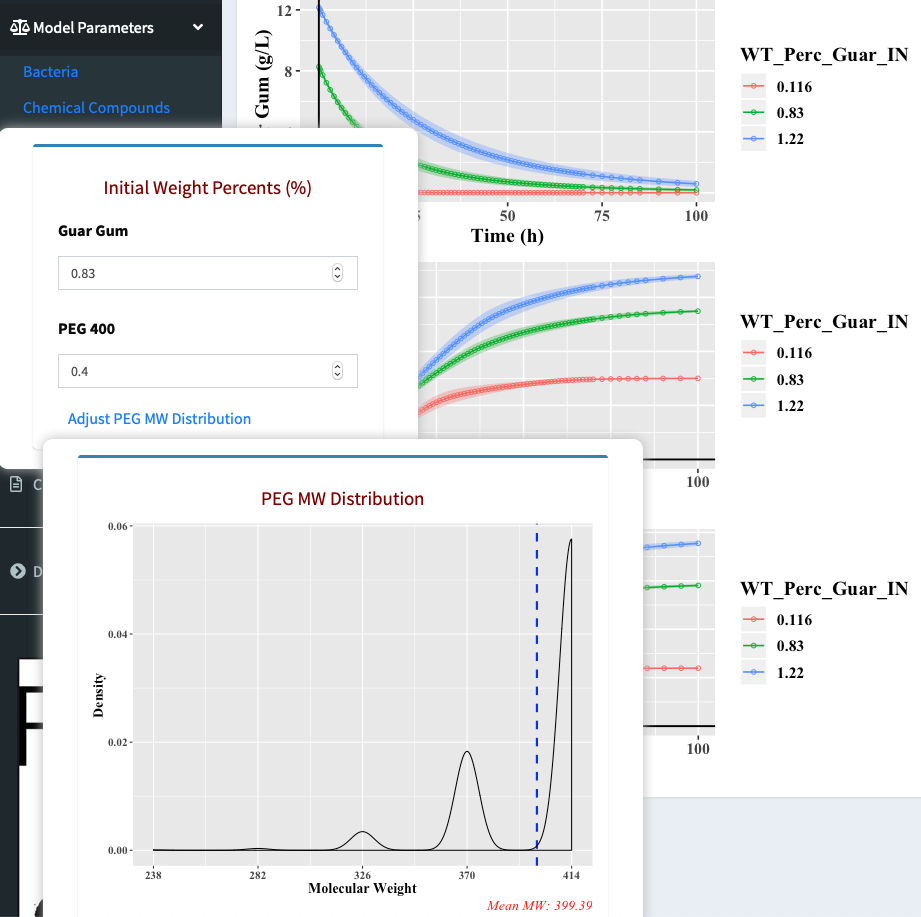 Model Parameters
Bacteria
Chemical Compounds
12
8
Gum (g/L)
50
75
100
Time (h)
WT_Perc_Guar_IN
0.116
0.83
1.22
Initial Weight Percents (%)
Guar Gum
0.83
PEG 400
0.4
Adjust PEG MW Distribution
WT_Perc_Guar_IN
0.116
0.83
1.22
100
C
D
WT_Perc_Guar_IN
0.116
0.83
1.22
100
PEG MW Distribution
0.06
0.04
0.02
0.00
Density
238
282
326
370
414
Molecular Weight
Mean MW: 399.39